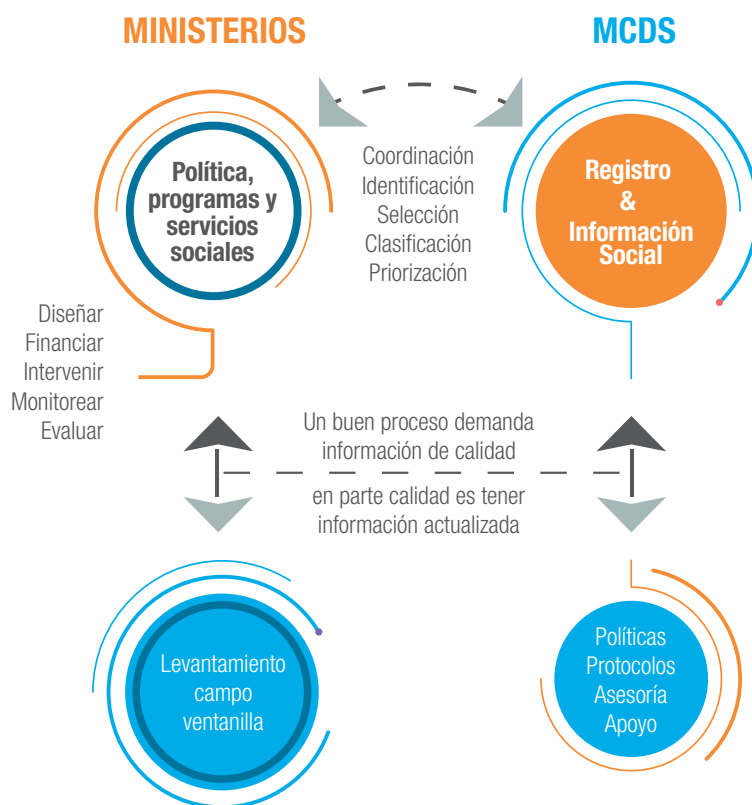 MINISTERIOS
MCDS
Política,
programas y
servicios
sociales
Coordinación
Identificación
Selección
Clasificación
Priorización
Registro
&
Información
Social
Diseñar
Financiar
Intervenir
Monitorear
Evaluar
Un buen proceso demanda
información de calidad
en parte calidad es tener
información actualizada
Levantamiento
campo
ventanilla
Políticas
Protocolos
Asesoría
Apoyo